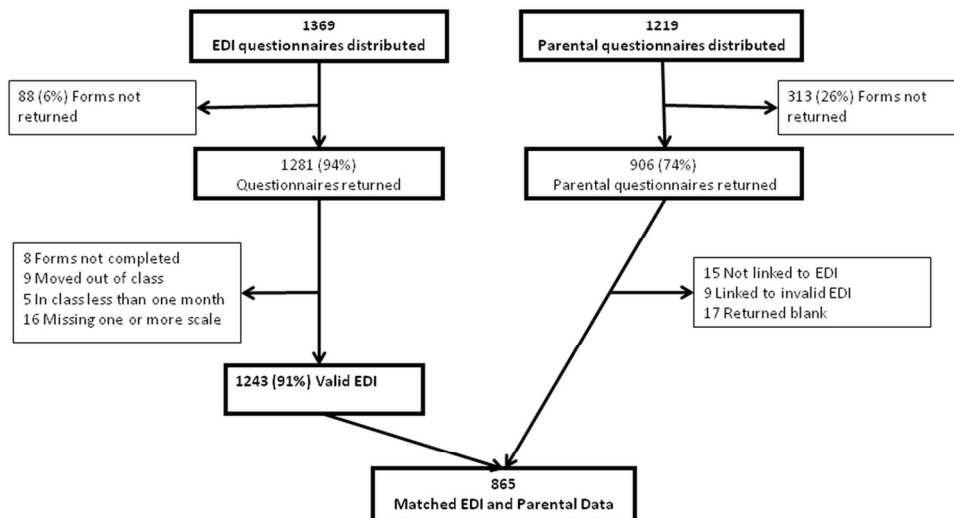 1369
EDI questionnaires distributed
1219
Parental questionnaires distributed
88 (6%) Forms not
returned
313 (26%) Forms not
returned
1281 (94%)
Questionnaires returned
906 (74%)
Parental questionnaires returned
8 Forms not completed
9 Moved out of class
5 In class less than one month
16 Missing one or more scale
15 Not linked to EDI
9 Linked to invalid EDI
17 Returned blank
1243 (91%) Valid EDI
865
Matched EDI and Parental Data